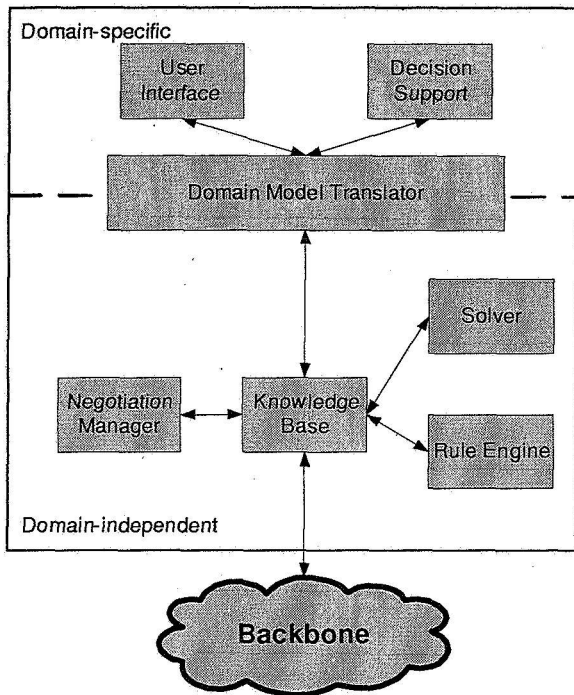 Domain-specific
User
Interface
Decision
Support
Domain Model Translator
Solver
Negotiation
Manager
Knowledge
Base
Rule Engine
Domain-independent
Backbone